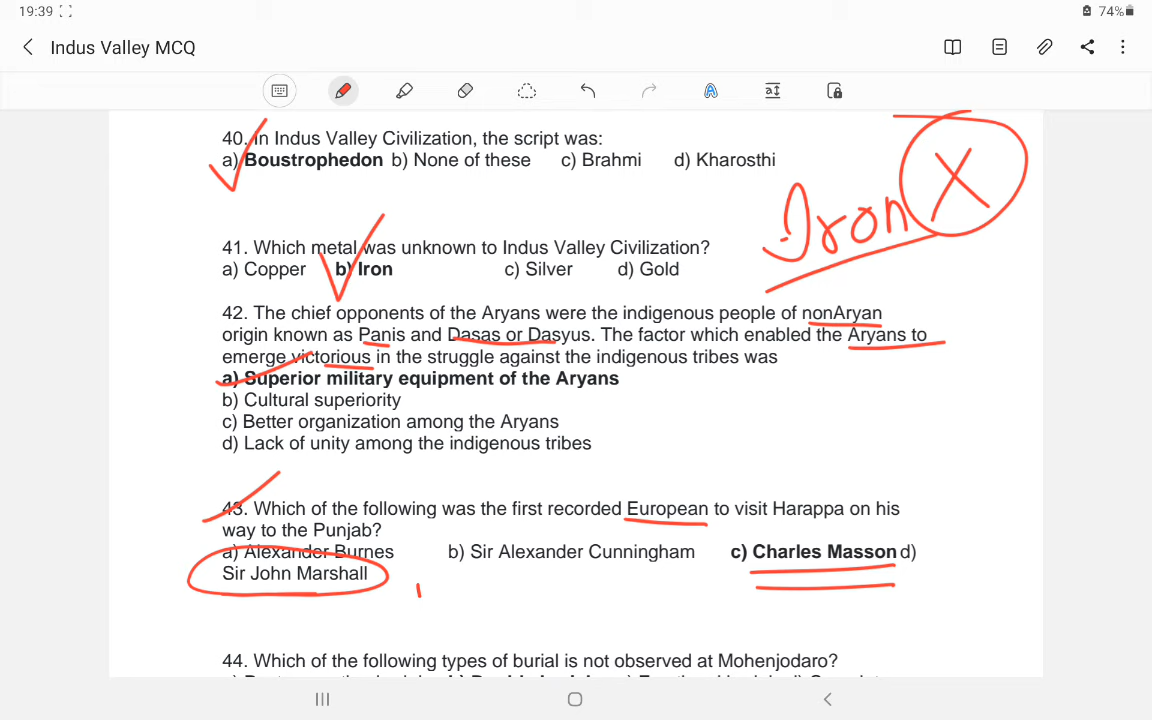 19:39 74%
Indus Valley MCQ
40. In Indus Valley Civilization, the script was:
a) Boustrophedon b) None of these c) Brahmi d) Kharosthi
Iron X
41. Which metal was unknown to Indus Valley Civilization?
a) Copper b) Iron c) Silver d) Gold
42. The chief opponents of the Aryans were the indigenous people of nonAryan
origin known as Panis and Dasas or Dasyus. The factor which enabled the Aryans to
emerge victorious in the struggle against the indigenous tribes was
a) Superior military equipment of the Aryans
b) Cultural superiority
c) Better organization among the Aryans
d) Lack of unity among the indigenous tribes
43. Which of the following was the first recorded European to visit Harappa on his
way to the Punjab?
a) Alexander Burnes b) Sir Alexander Cunningham c) Charles Masson d)
Sir John Marshall
44. Which of the following types of burial is not observed at Mohenjodaro?